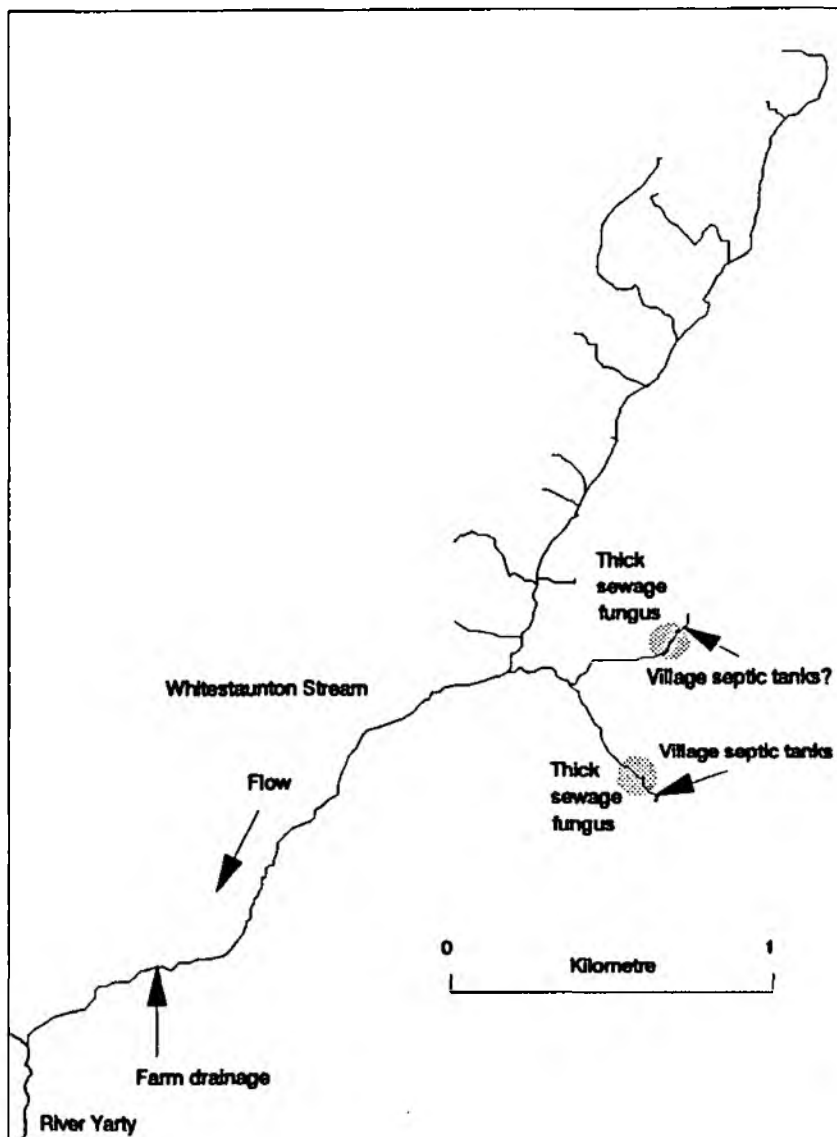 Thick
sewage
fungus
Village septic tanks?
Whitestaunton Stream
Village septic tanks
Thick
sewage
fungus
Flow
0
1
Kilometre
Farm drainage
River Yarty